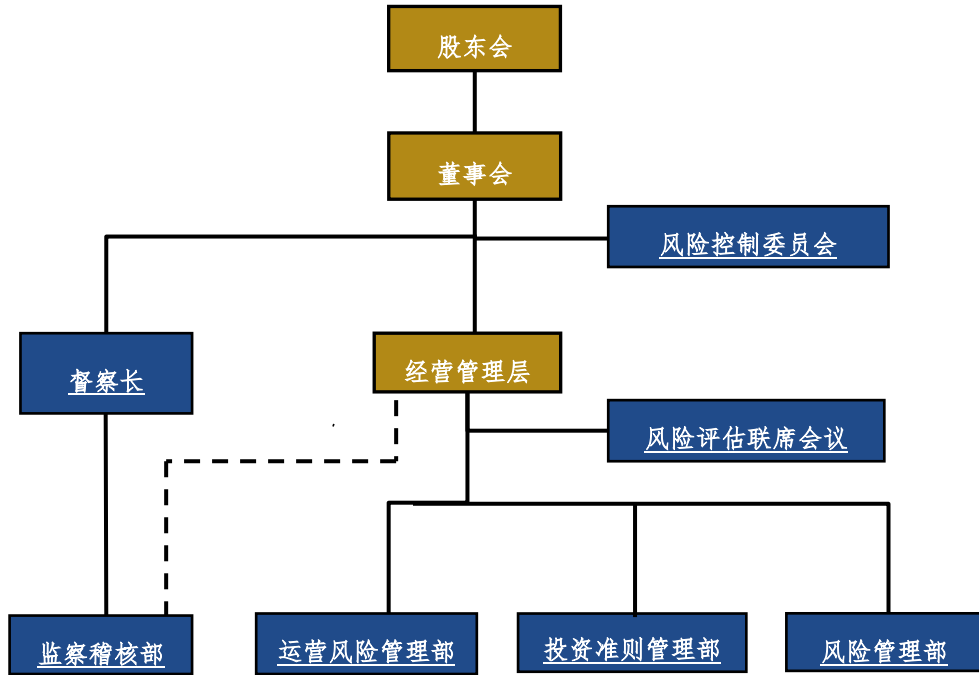 股东会
董事会
风险控制委员会
督察长
经营管理层
风险评估联席会议
监察稽核部
运营风险管理部
投资准则管理部
风险管理部